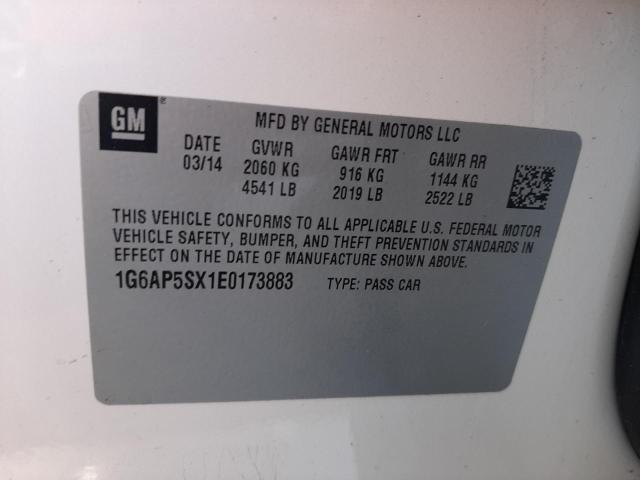 GM
MFD BY GENERAL MOTORS LLC
DATE GVWR GAWR FRT GAWR RR
03/14 2060 KG 916 KG 1144 KG
4541 LB 2019 LB 2522 LB
THIS VEHICLE CONFORMS TO ALL APPLICABLE U.S. FEDERAL MOTOR
VEHICLE SAFETY, BUMPER, AND THEFT PREVENTION STANDARDS IN
EFFECT ON THE DATE OF MANUFACTURE SHOWN ABOVE.
1G6AP5SX1E0173883 TYPE: PASS CAR